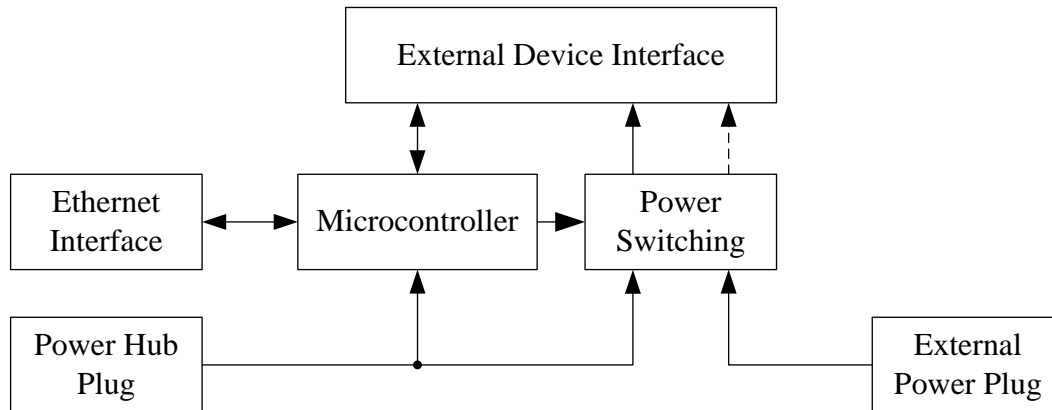 External Device Interface
Ethernet
Interface
Microcontroller
Power
Switching
Power Hub
Plug
External
Power Plug